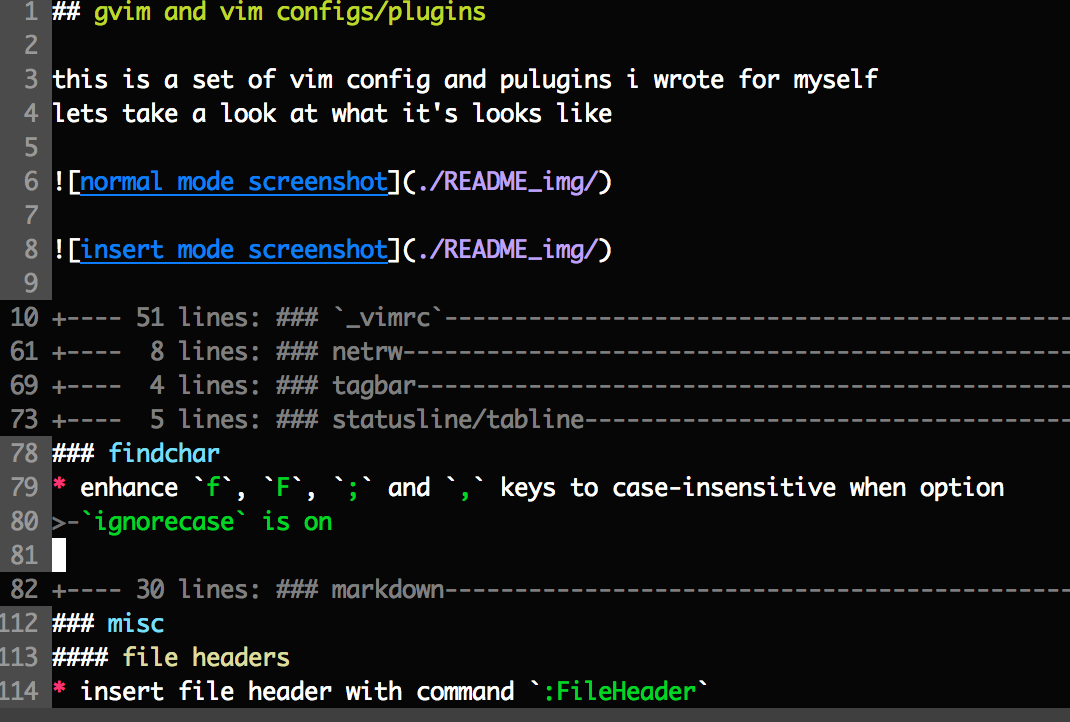 1 ## gvim and vim configs/plugins
2
3 this is a set of vim config and pulugins i wrote for myself
4 lets take a look at what it's looks like
5
6 ![normal mode screenshot](./README_img/)
7
8 ![insert mode screenshot](./README_img/)
9
10 +---- 51 lines: ### `_vimrc`---------------------------------------------
61 +----  8 lines: ### netrw------------------------------------------------
69 +----  4 lines: ### tagbar-----------------------------------------------
73 +----  5 lines: ### statusline/tabline-----------------------------------
78 ### findchar
79 * enhance `f`, `F`, `;` and `,` keys to case-insensitive when option
80 >-`ignorecase` is on
81
82 +---- 30 lines: ### markdown---------------------------------------------
112 ### misc
113 #### file headers
114 * insert file header with command `:FileHeader`